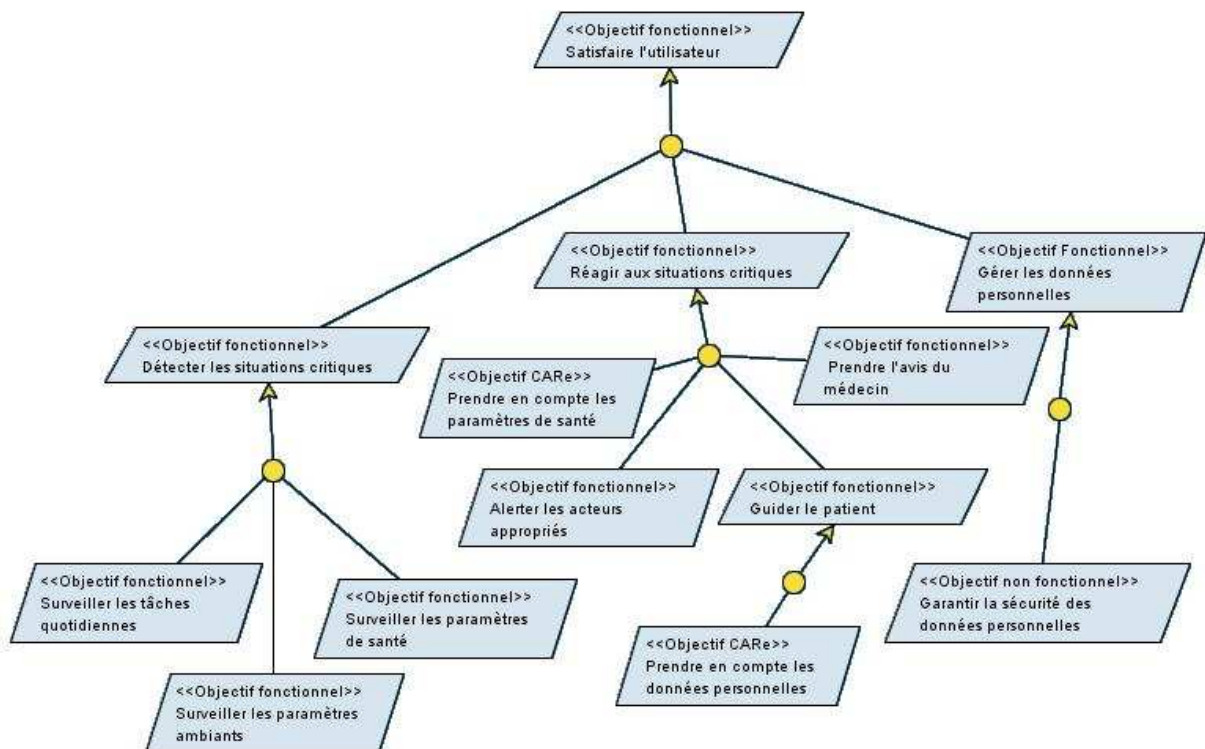 <<Objectif fonctionnel>>
Satisfaire l'utilisateur
<<Objectif fonctionnel>>
Réagir aux situations critiques
<<Objectif Fonctionnel>>
Gérer les données
personnelles
<<Objectif fonctionnel>>
Détecter les situations critiques
<<Objectif CARe>>
Prendre en compte les
paramètres de santé
<<Objectif fonctionnel>>
Prendre l'avis du
médecin
<<Objectif fonctionnel>>
Alerter les acteurs
appropriés
<<Objectif fonctionnel>>
Guider le patient
<<Objectif fonctionnel>>
Surveiller les tâches
quotidiennes
<<Objectif fonctionnel>>
Surveiller les paramètres
de santé
<<Objectif non fonctionnel>>
Garantir la sécurité des
données personnelles
<<Objectif CARe>>
Prendre en compte les
données personnelles
<<Objectif fonctionnel>>
Surveiller les paramètres
ambiants